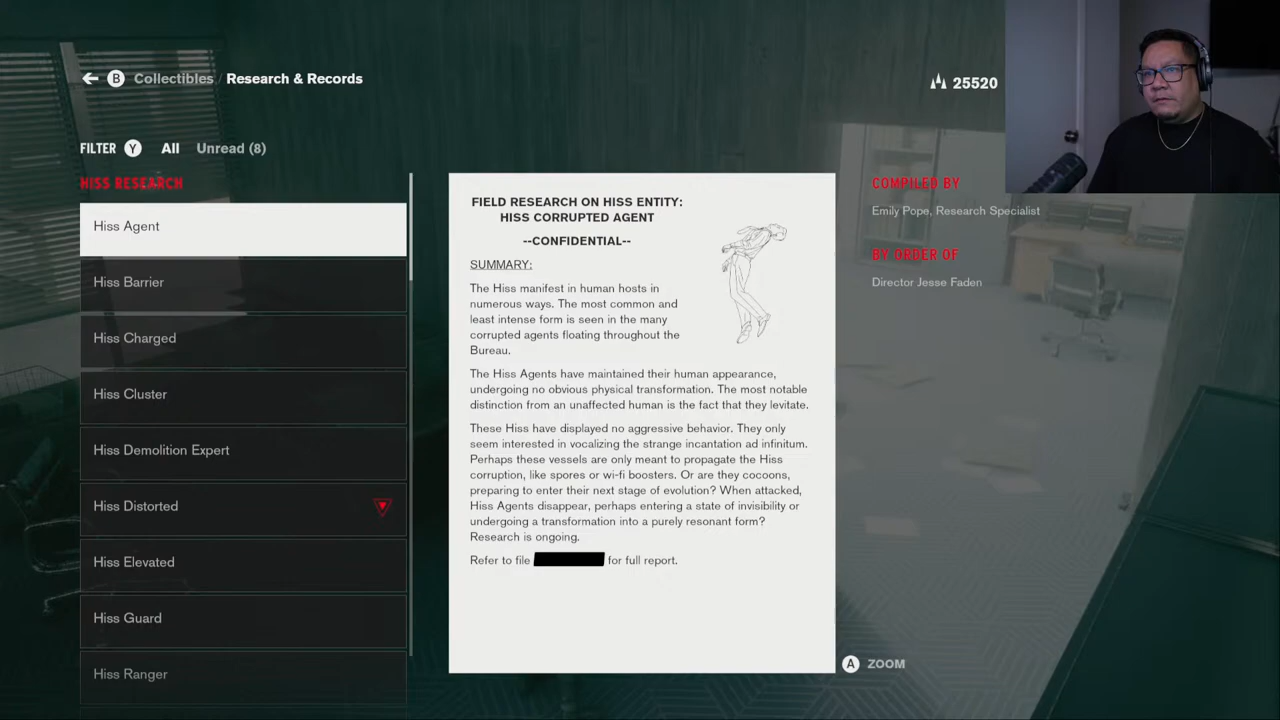 B Collectibles / Research & Records
25520
FILTER Y All Unread (8)
HISS RESEARCH
Hiss Agent
Hiss Barrier
Hiss Charged
Hiss Cluster
Hiss Demolition Expert
Hiss Distorted
Hiss Elevated
Hiss Guard
Hiss Ranger
FIELD RESEARCH ON HISS ENTITY:
HISS CORRUPTED AGENT
--CONFIDENTIAL--
SUMMARY:
The Hiss manifest in human hosts in
numerous ways. The most common and
least intense form is seen in the many
corrupted agents floating throughout the
Bureau.
The Hiss Agents have maintained their human appearance,
undergoing no obvious physical transformation. The most notable
distinction from an unaffected human is the fact that they levitate.
These Hiss have displayed no aggressive behavior. They only
seem interested in vocalizing the strange incantation ad infinitum.
Perhaps these vessels are only meant to propagate the Hiss
corruption, like spores or wi-fi boosters. Or are they cocoons,
preparing to enter their next stage of evolution? When attacked,
Hiss Agents disappear, perhaps entering a state of invisibility or
undergoing a transformation into a purely resonant form?
Research is ongoing.
Refer to file for full report.
COMPILED BY
Emily Pope, Research Specialist
BY ORDER OF
Director Jesse Faden
A ZOOM